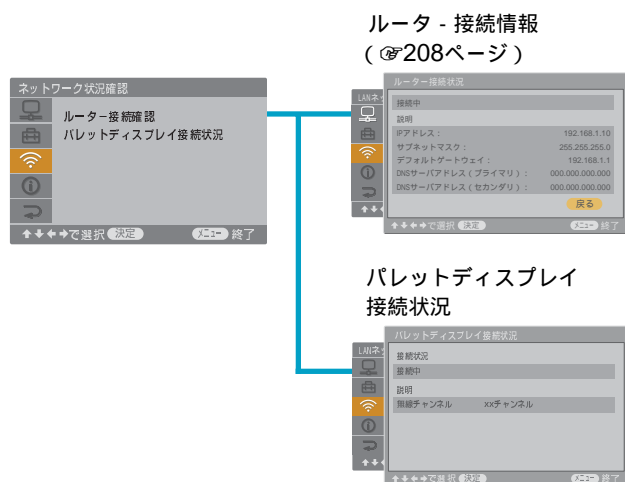 ルータ - 接続情報
(☞208ページ)
ネットワーク状況確認
ルーター接続確認
パレットディスプレイ接続状況
で選択 決定 メニュー 終了
LANネッ
ルーター接続状況
接続中
説明
IPアドレス: 192.168.1.10
サブネットマスク: 255.255.255.0
デフォルトゲートウェイ: 192.168.1.1
DNSサーバアドレス(プライマリ): 000.000.000.000
DNSサーバアドレス(セカンダリ): 000.000.000.000
戻る
で選択 決定 メニュー 終了
パレットディスプレイ
接続状況
LANネッ
パレットディスプレイ接続状況
接続状況
接続中
説明
無線チャンネル xxチャンネル
で選択 決定 メニュー 終了